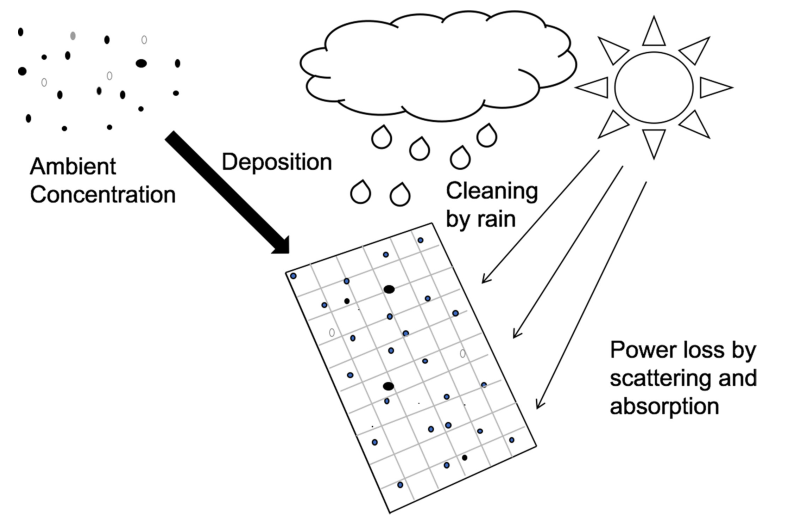 Ambient
Concentration
Deposition
Cleaning
by rain
Power loss by
scattering and
absorption